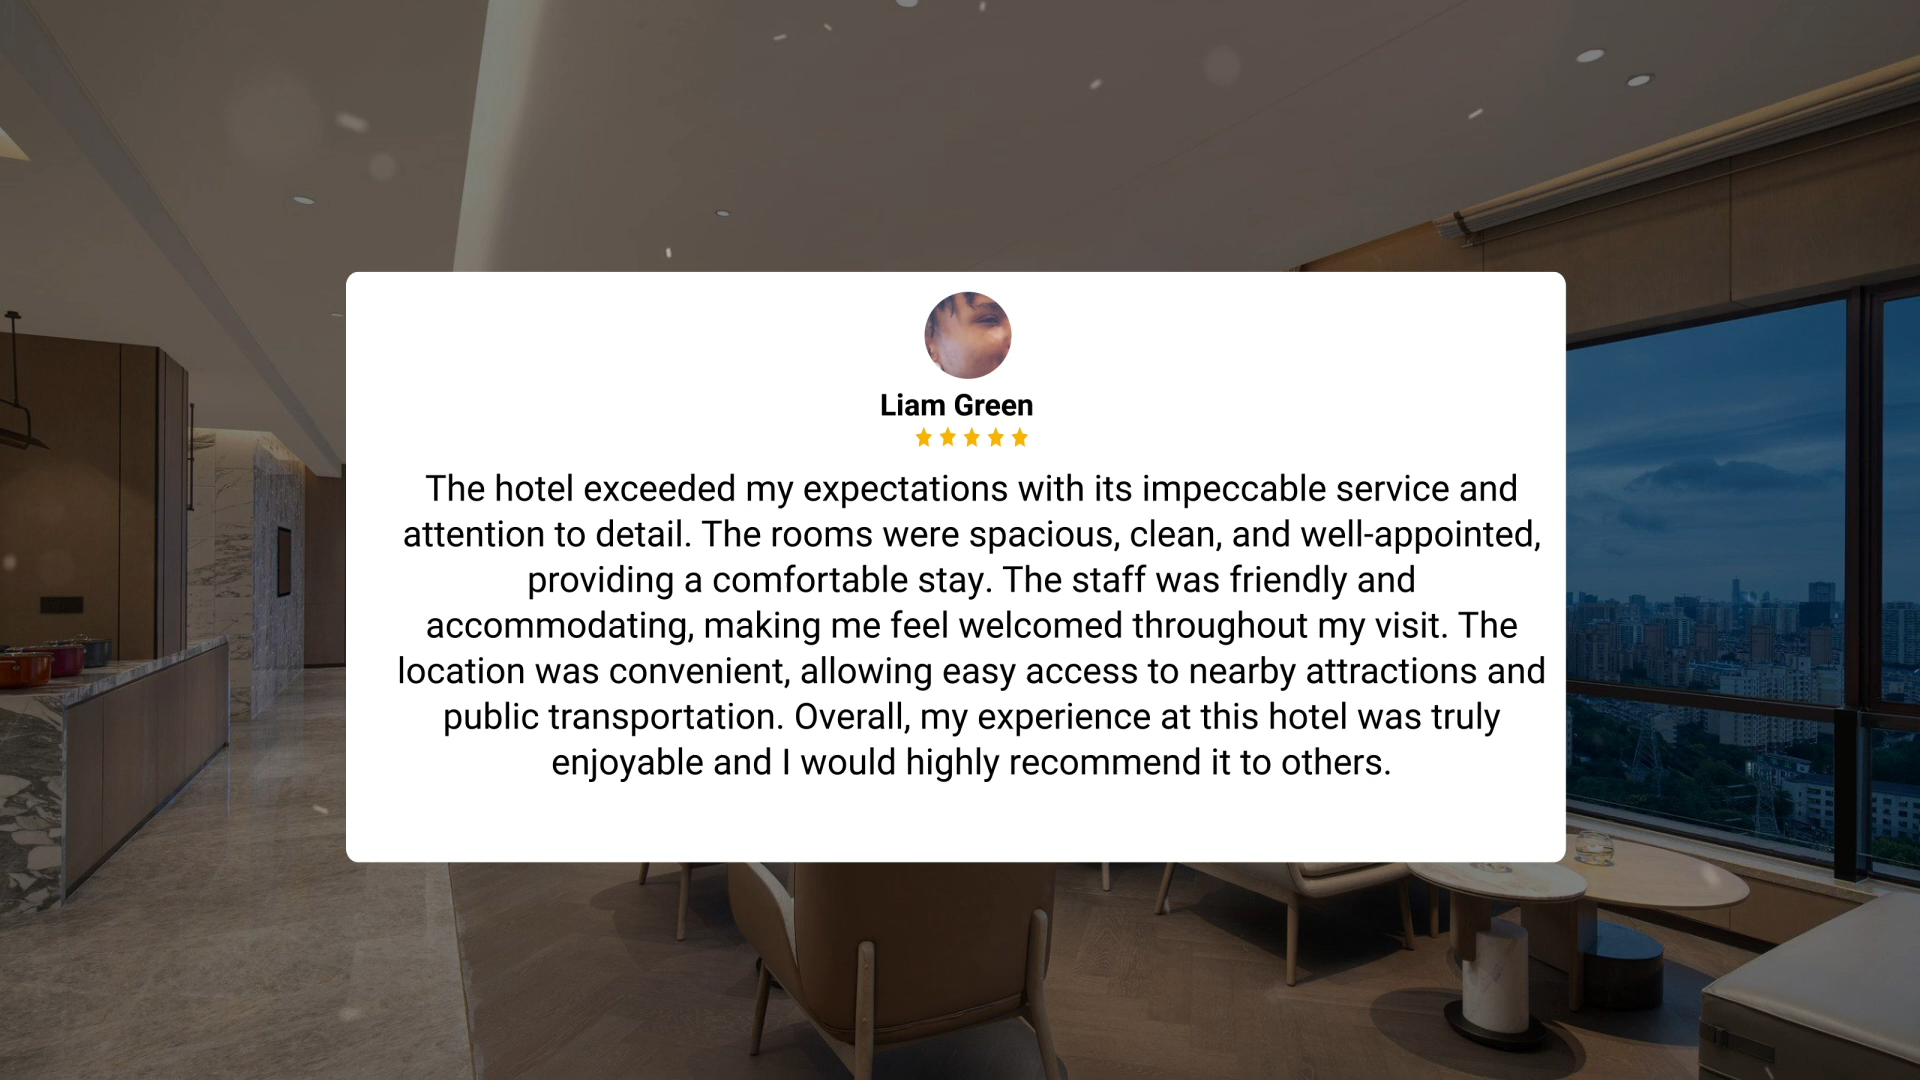 Liam Green
The hotel exceeded my expectations with its impeccable service and
attention to detail. The rooms were spacious, clean, and well-appointed,
providing a comfortable stay. The staff was friendly and
accommodating, making me feel welcomed throughout my visit. The
location was convenient, allowing easy access to nearby attractions and
public transportation. Overall, my experience at this hotel was truly
enjoyable and I would highly recommend it to others.